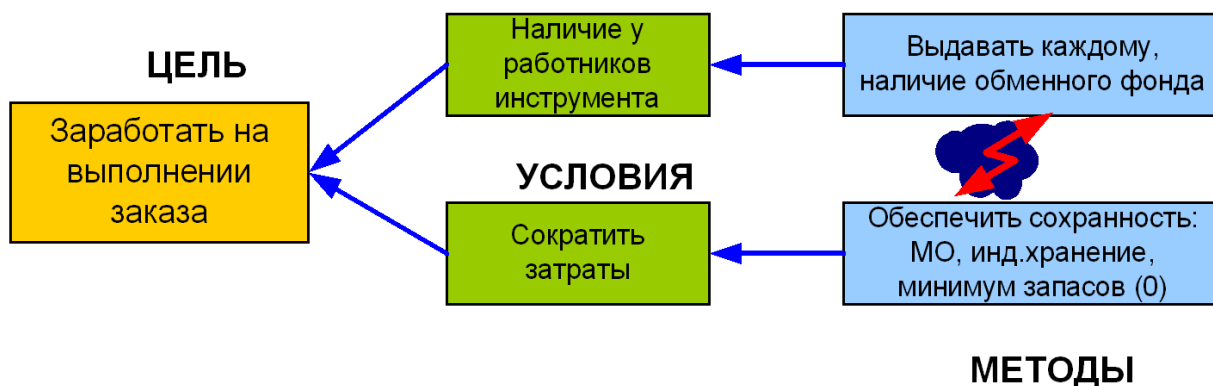 ЦЕЛЬ
Заработать на
выполнении
заказа
Наличие у
работников
инструмента
УСЛОВИЯ
Сократить
затраты
Выдавать каждому,
наличие обменного фонда
Обеспечить сохранность:
МО, инд.хранение,
минимум запасов (0)
МЕТОДЫ